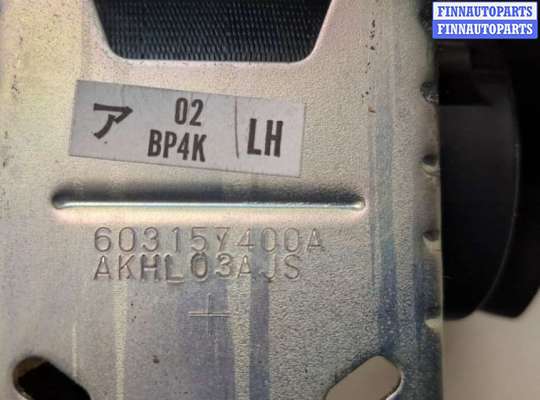 FINNAUTOPARTS
FINNAUTOPARTS
ア 02 LH
BP4K
603157400A
AKHL03AJS